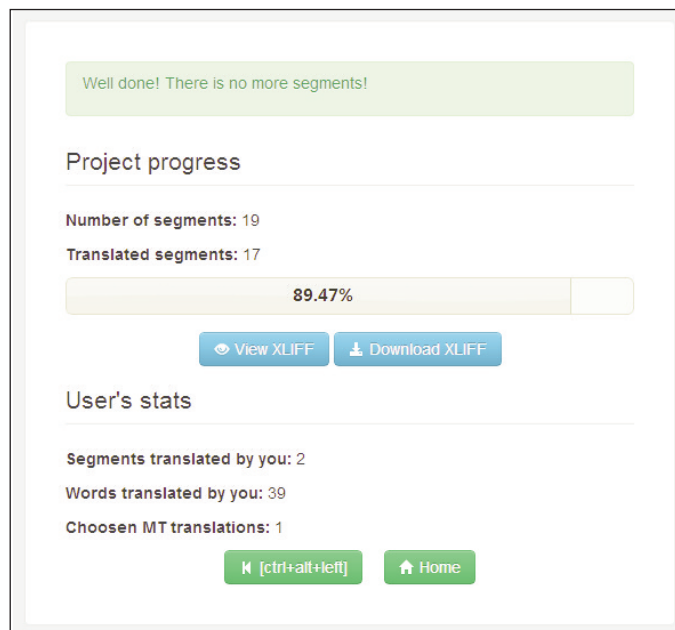 Well done! There is no more segments!
Project progress
Number of segments: 19
Translated segments: 17
89.47%
View XLIFF Download XLIFF
User's stats
Segments translated by you: 2
Words translated by you: 39
Choosen MT translations: 1
[ctrl+alt+left] Home